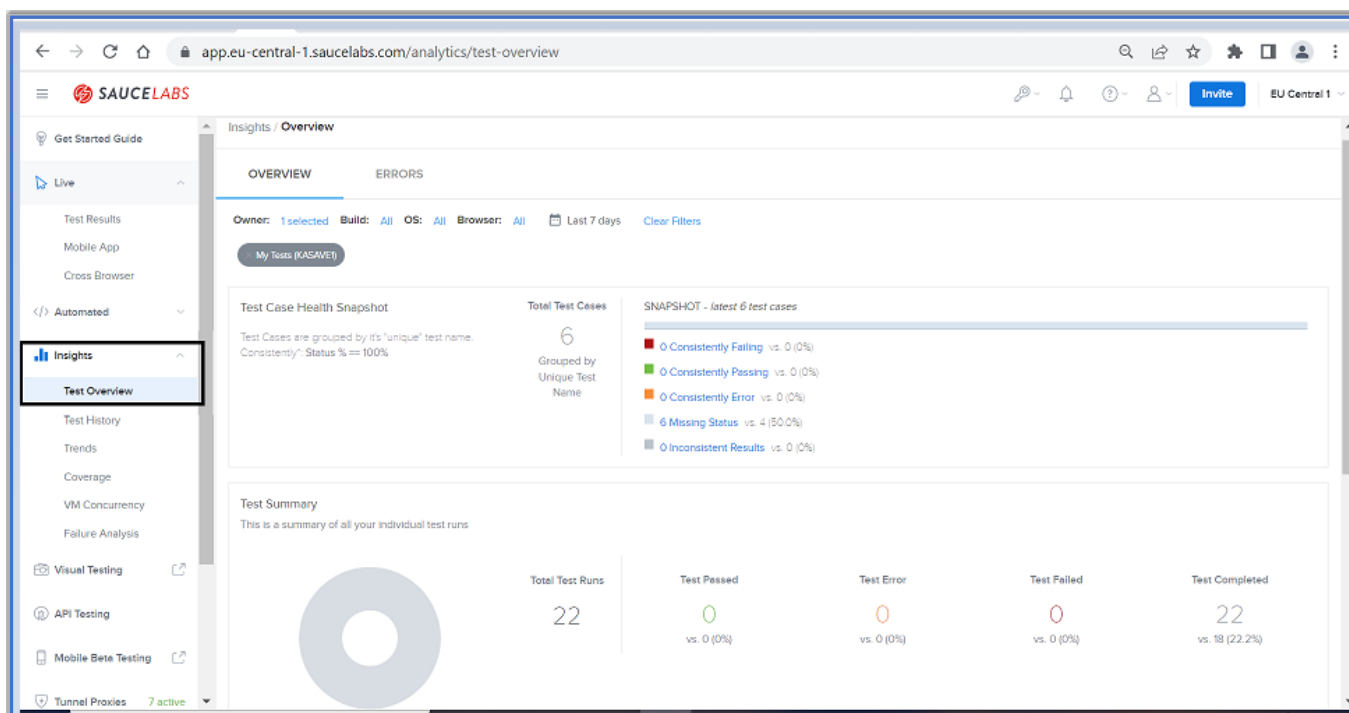 app.eu-central-1.saucelabs.com/analytics/test-overview
SAUCELABS
Invite
EU Central 1
Get Started Guide
Live
Test Results
Mobile App
Cross Browser
Automated
Insights
Test Overview
Test History
Trends
Coverage
VM Concurrency
Failure Analysis
Visual Testing
API Testing
Mobile Beta Testing
Tunnel Proxies 7 active
Insights / Overview
OVERVIEW ERRORS
Owner: 1 selected Build: All OS: All Browser: All Last 7 days Clear Filters
× My Tests (KASAVE1)
Test Case Health Snapshot
Test Cases are grouped by it's "unique" test name.
Consistently*: Status % == 100%
Total Test Cases
6
Grouped by
Unique Test
Name
SNAPSHOT - latest 6 test cases
0 Consistently Failing vs. 0 (0%)
0 Consistently Passing vs. 0 (0%)
0 Consistently Error vs. 0 (0%)
6 Missing Status vs. 4 (50.0%)
0 Inconsistent Results vs. 0 (0%)
Test Summary
This is a summary of all your individual test runs
Total Test Runs
22
Test Passed
0
vs. 0 (0%)
Test Error
0
vs. 0 (0%)
Test Failed
0
vs. 0 (0%)
Test Completed
22
vs. 18 (22.2%)